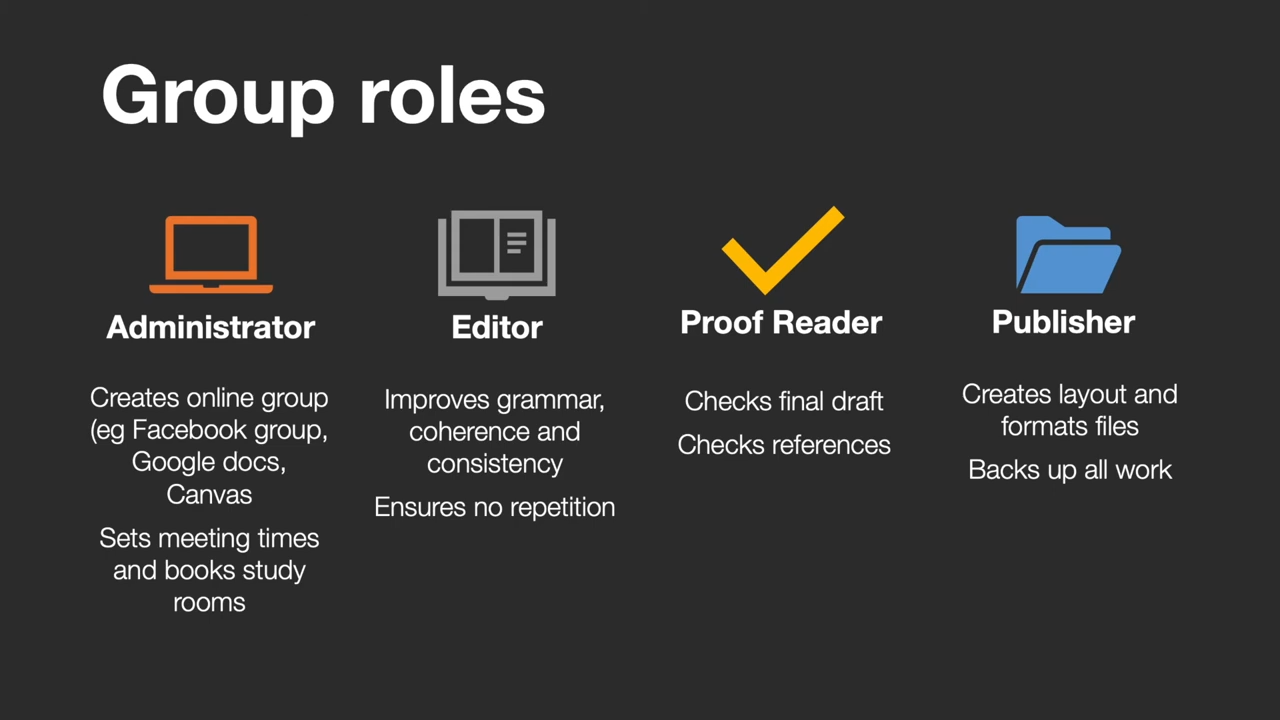 Group roles
Administrator
Creates online group
(eg Facebook group,
Google docs,
Canvas
Sets meeting times
and books study
rooms
Editor
Improves grammar,
coherence and
consistency
Ensures no repetition
Proof Reader
Checks final draft
Checks references
Publisher
Creates layout and
formats files
Backs up all work